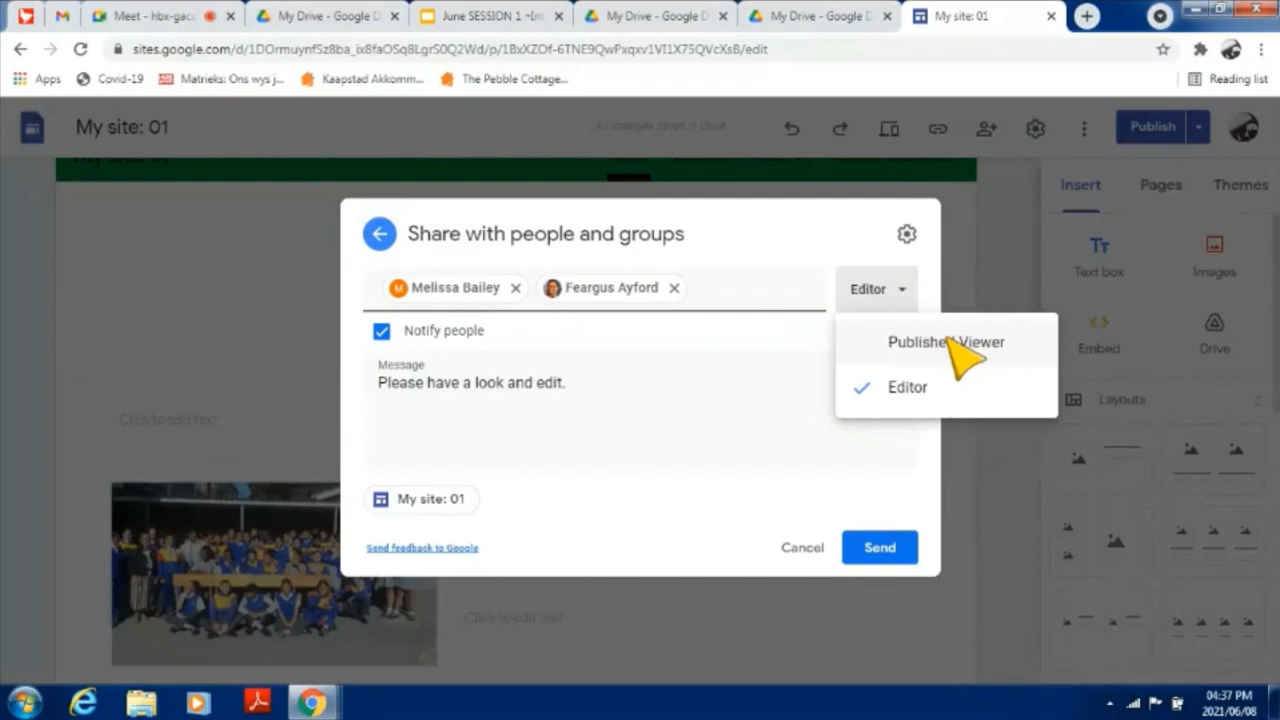 Meet - hbx-gacu
My Drive - Google D
June SESSION 1 ~Int
My Drive - Google D
My Drive - Google D
My site: 01
sites.google.com/d/1DOrmuynfSz8ba_ix8faOSq8LgrS0Q2Wd/p/1BxXZOf-6TNE9QwPxqxv1VI1X75QVcXsB/edit
Apps
Covid-19
Matrieks: Ons wys j...
Kaapstad Akkomm...
The Pebble Cottage...
Reading list
My site: 01
All changes saved in Drive
Publish
Insert
Pages
Themes
Text box
Images
Embed
Drive
Layouts
Share with people and groups
Melissa Bailey
Feargus Ayford
Editor
Published Viewer
Editor
Notify people
Message
Please have a look and edit.
My site: 01
Send feedback to Google
Cancel
Send
Click to edit text
Click to edit text
04:37 PM
2021/06/08